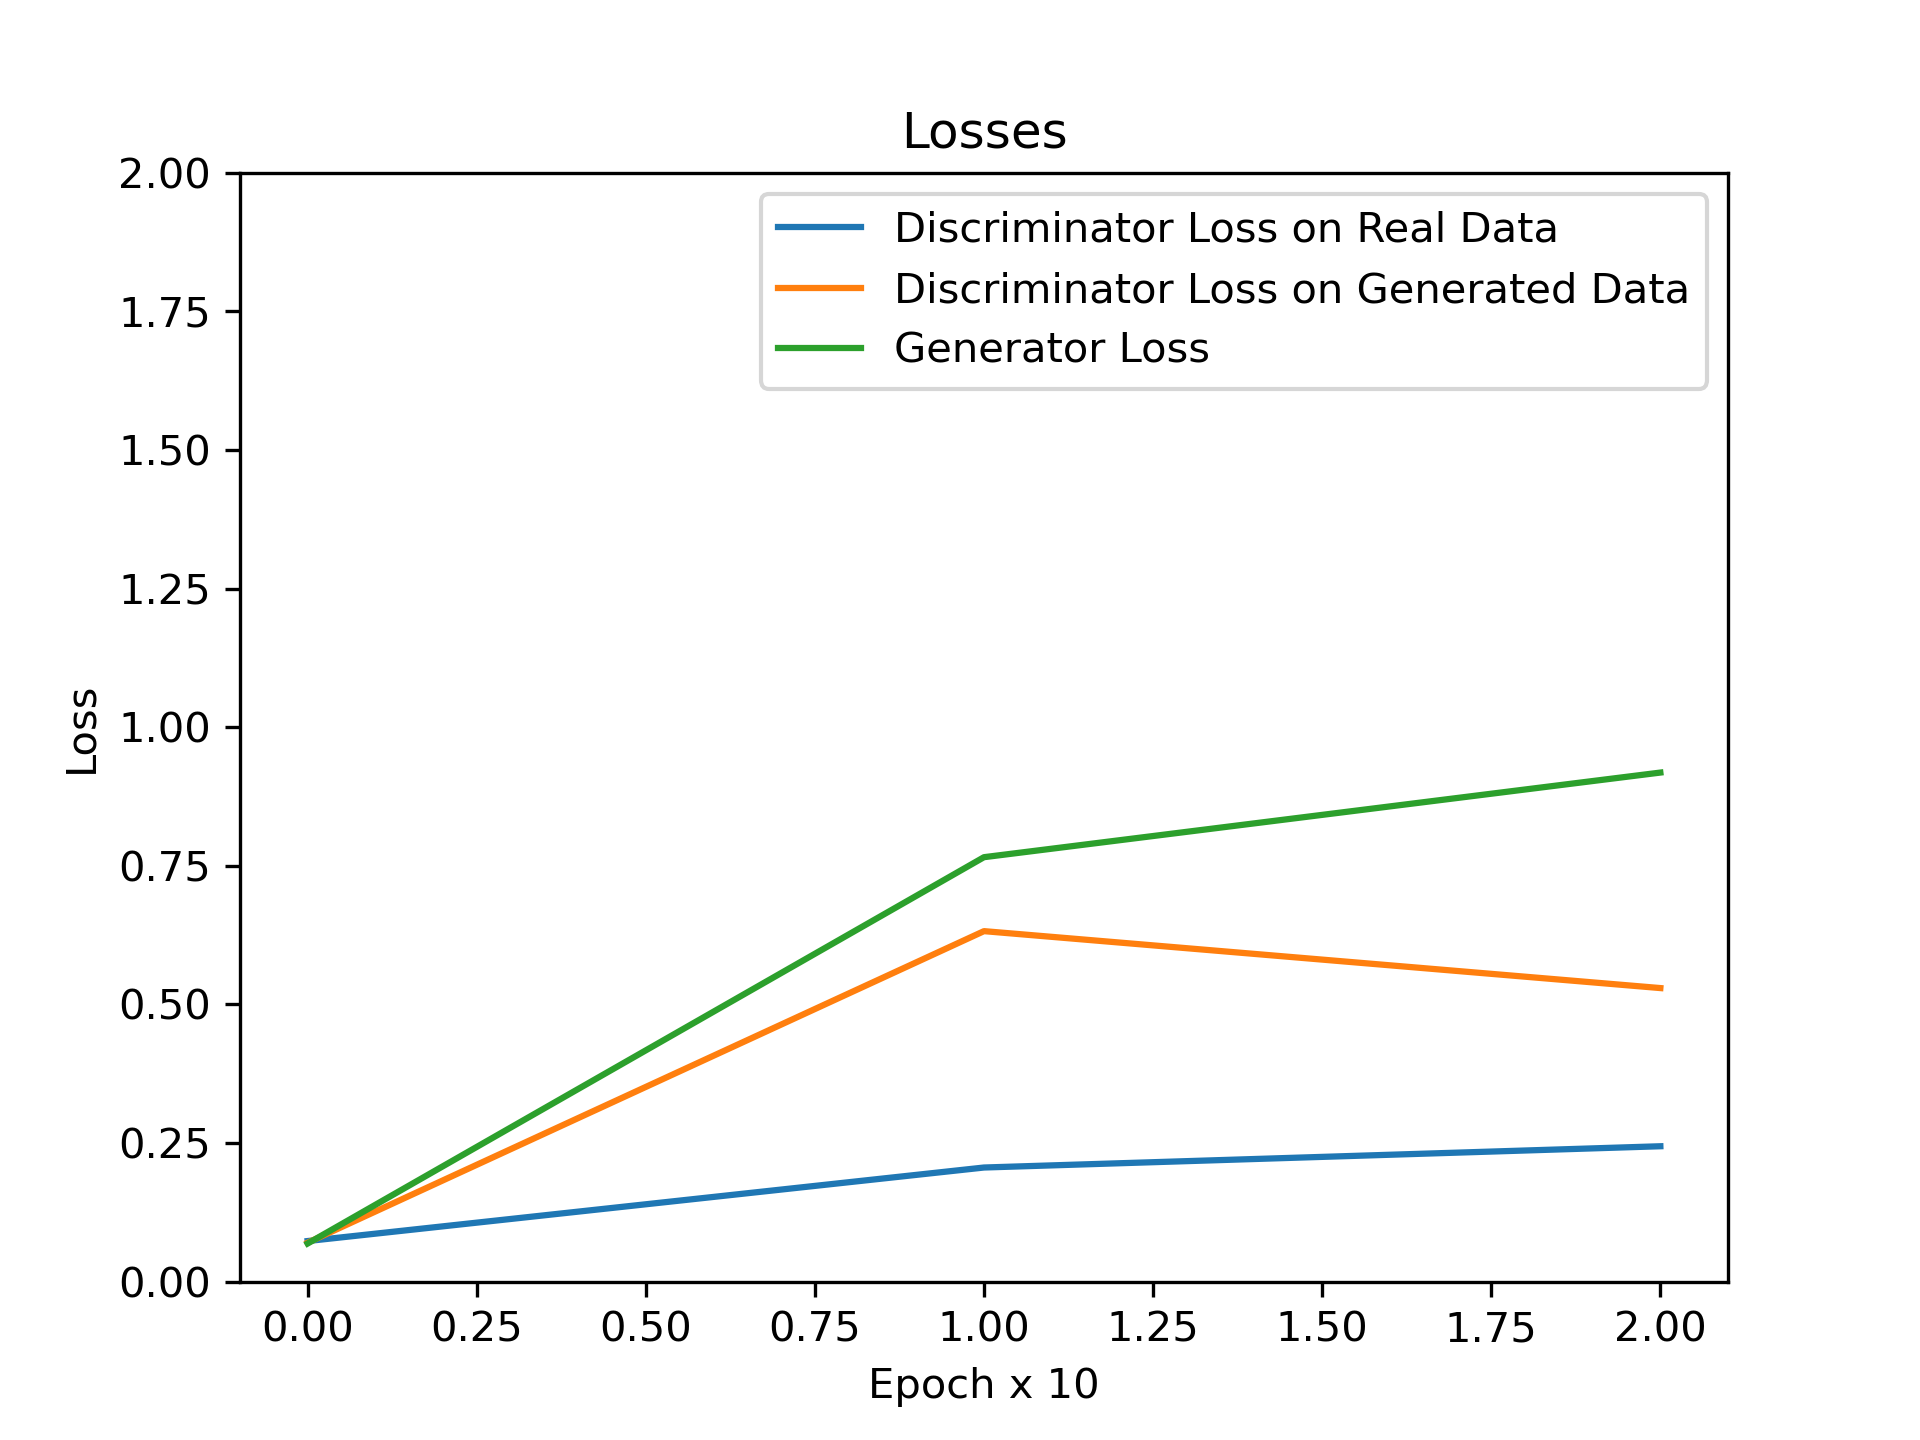 Losses
2.00
1.75
1.50
1.25
1.00
0.75
0.50
0.25
0.00
Loss
Discriminator Loss on Real Data
Discriminator Loss on Generated Data
Generator Loss
0.00 0.25 0.50 0.75 1.00 1.25 1.50 1.75 2.00
Epoch x 10